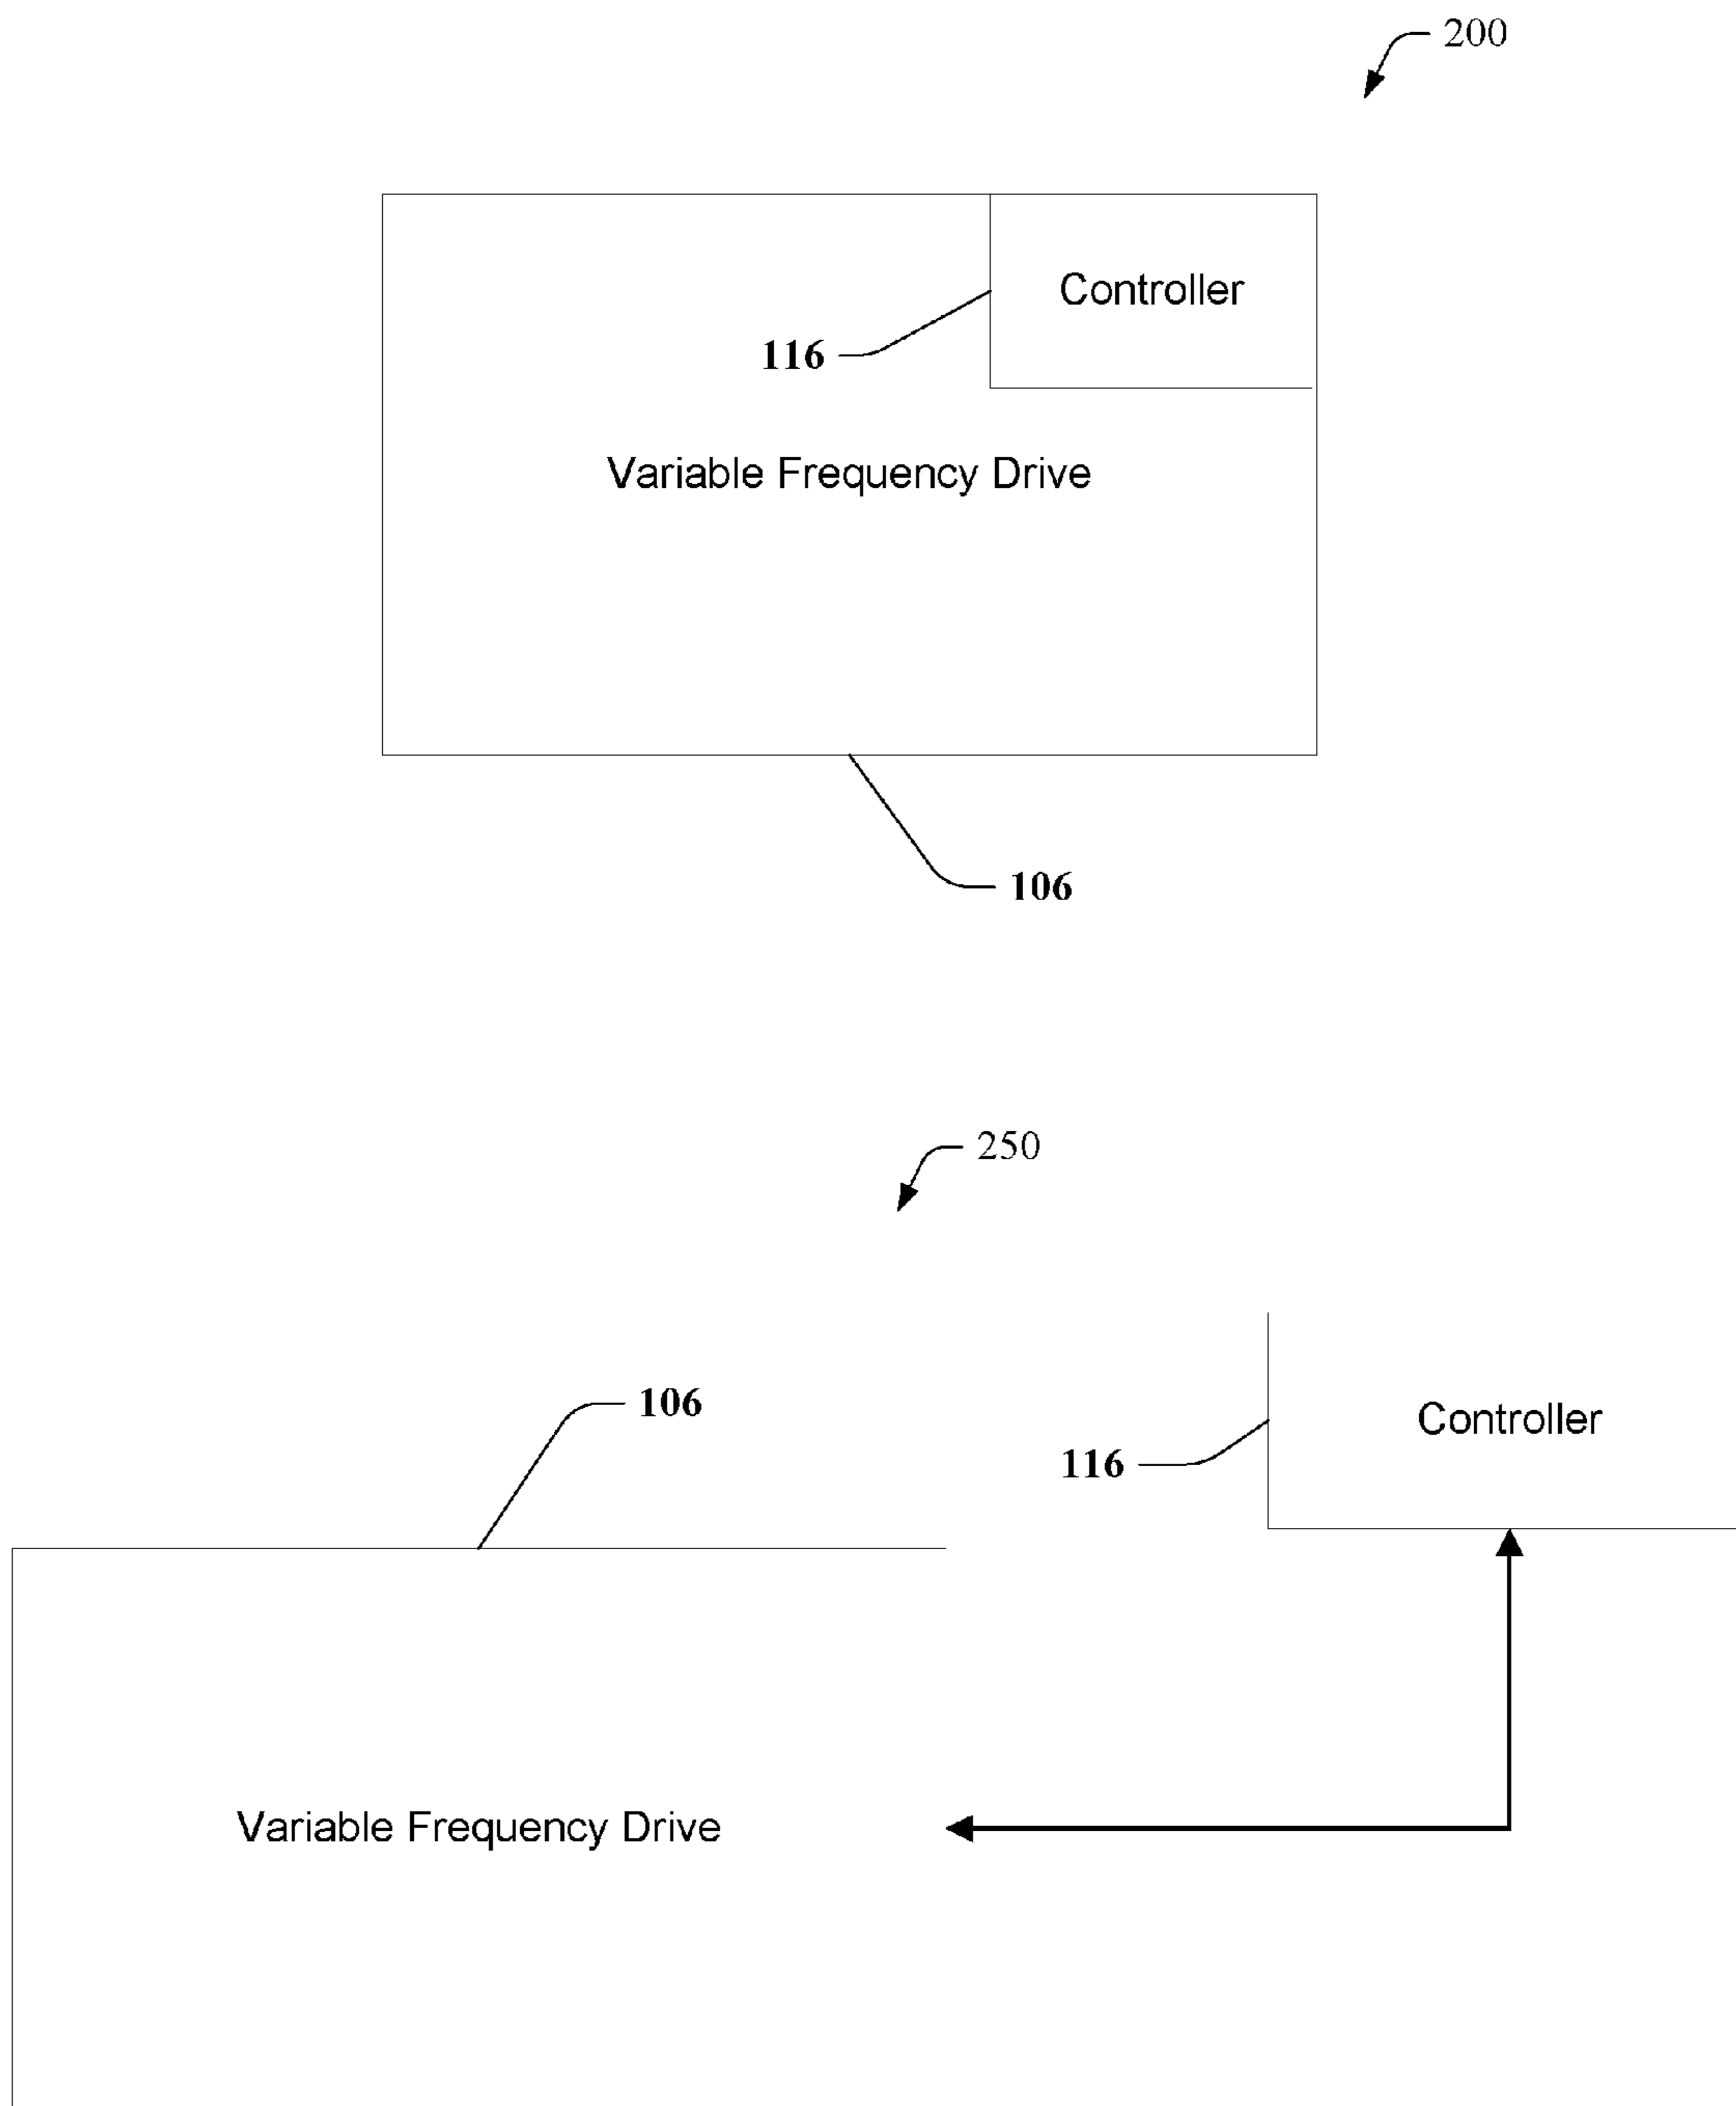 200
Controller
116
Variable Frequency Drive
106
250
106
Controller
116
Variable Frequency Drive